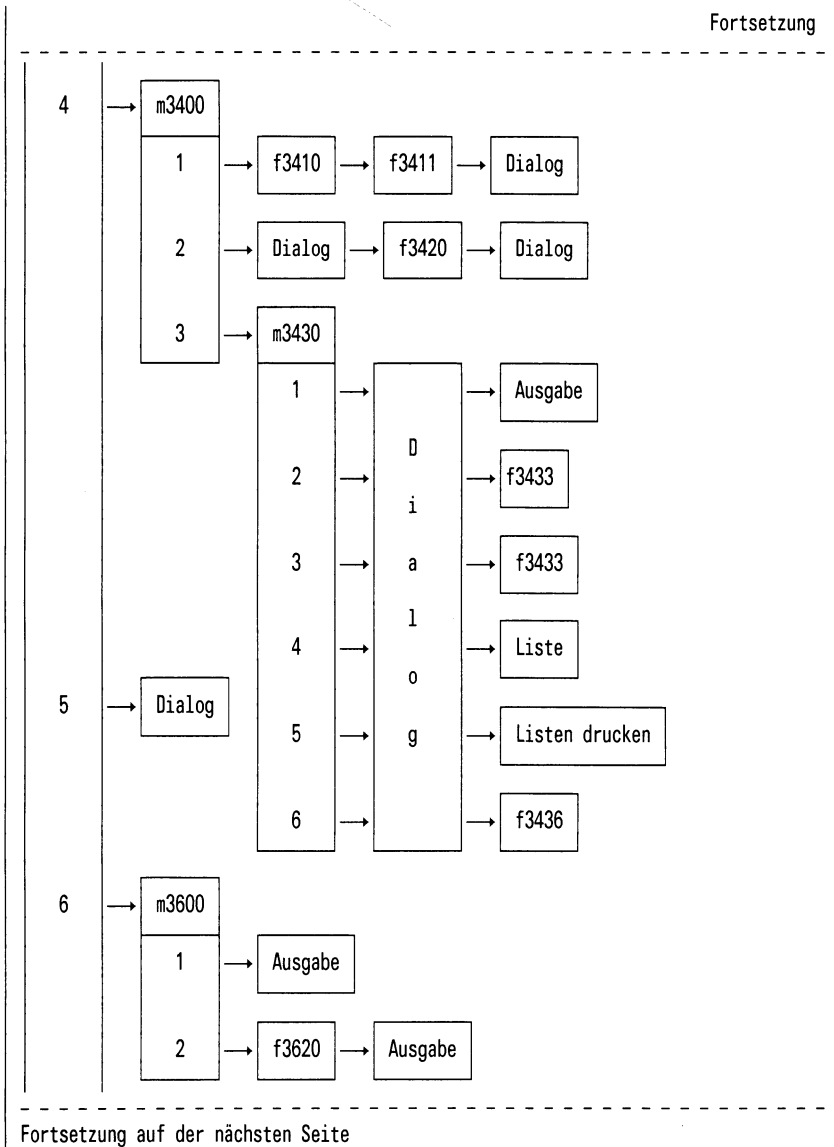 Fortsetzung
4 → m3400
1 → f3410 → f3411 → Dialog
2 → Dialog → f3420 → Dialog
3 → m3430
1 → → Ausgabe
D
2 → → f3433
i
3 → a → f3433
l
4 → → Liste
o
5 → Dialog
5 → g → Listen drucken
6 → → f3436
6 → m3600
1 → Ausgabe
2 → f3620 → Ausgabe
Fortsetzung auf der nächsten Seite